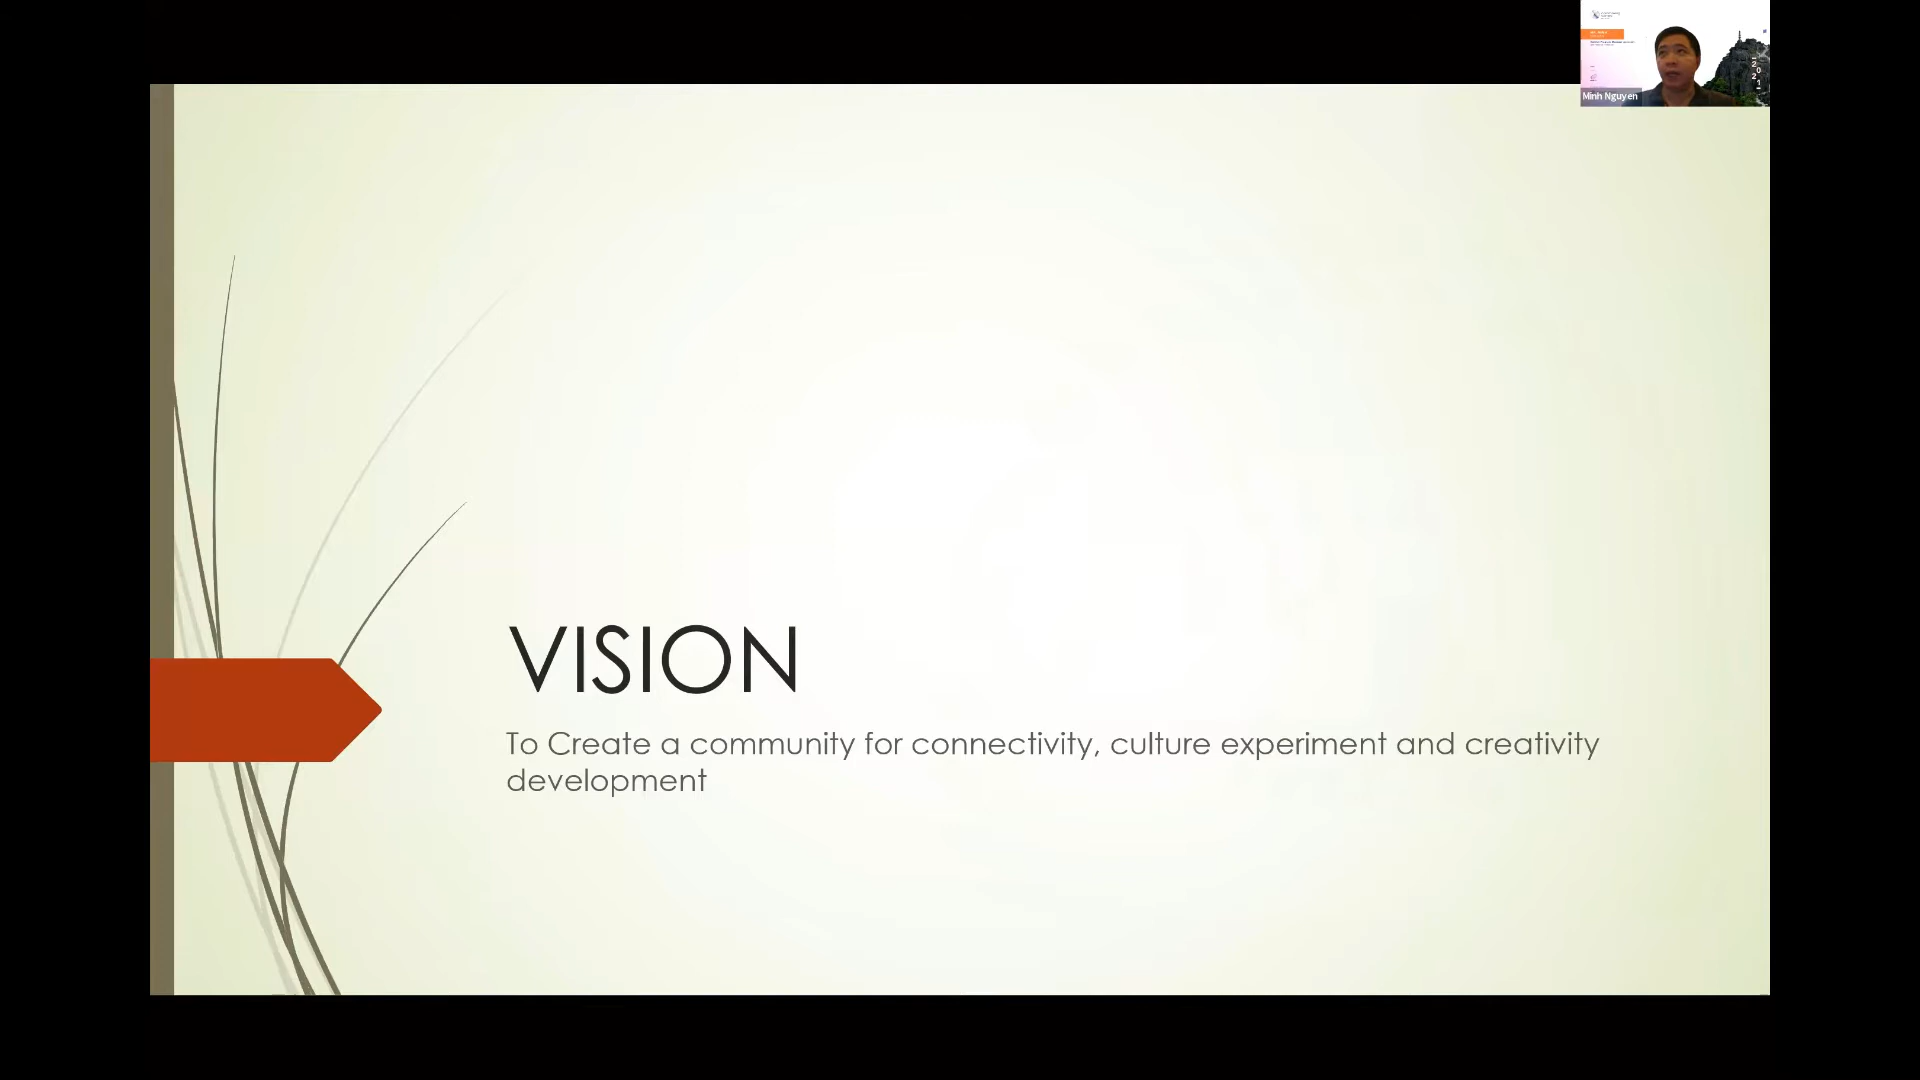 Minh Nguyen
VISION
To Create a community for connectivity, culture experiment and creativity
development